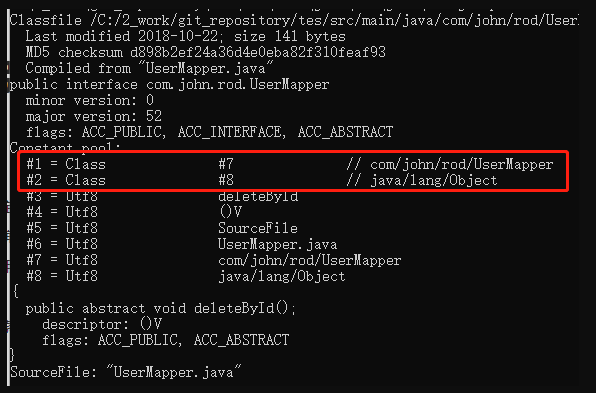 Classfile /C:/2_work/git_repository/tes/src/main/java/com/john/rod/User
Last modified 2018-10-22; size 141 bytes
MD5 checksum d898b2ef24a36d4e0eba82f310feaf93
Compiled from "UserMapper.java"
public interface com.john.rod.UserMapper
minor version: 0
major version: 52
flags: ACC_PUBLIC, ACC_INTERFACE, ACC_ABSTRACT
Constant pool:
#1 = Class #7 // com/john/rod/UserMapper
#2 = Class #8 // java/lang/Object
#3 = Utf8 deleteById
#4 = Utf8 ()V
#5 = Utf8 SourceFile
#6 = Utf8 UserMapper.java
#7 = Utf8 com/john/rod/UserMapper
#8 = Utf8 java/lang/Object
{
public abstract void deleteById();
descriptor: ()V
flags: ACC_PUBLIC, ACC_ABSTRACT
}
SourceFile: "UserMapper.java"